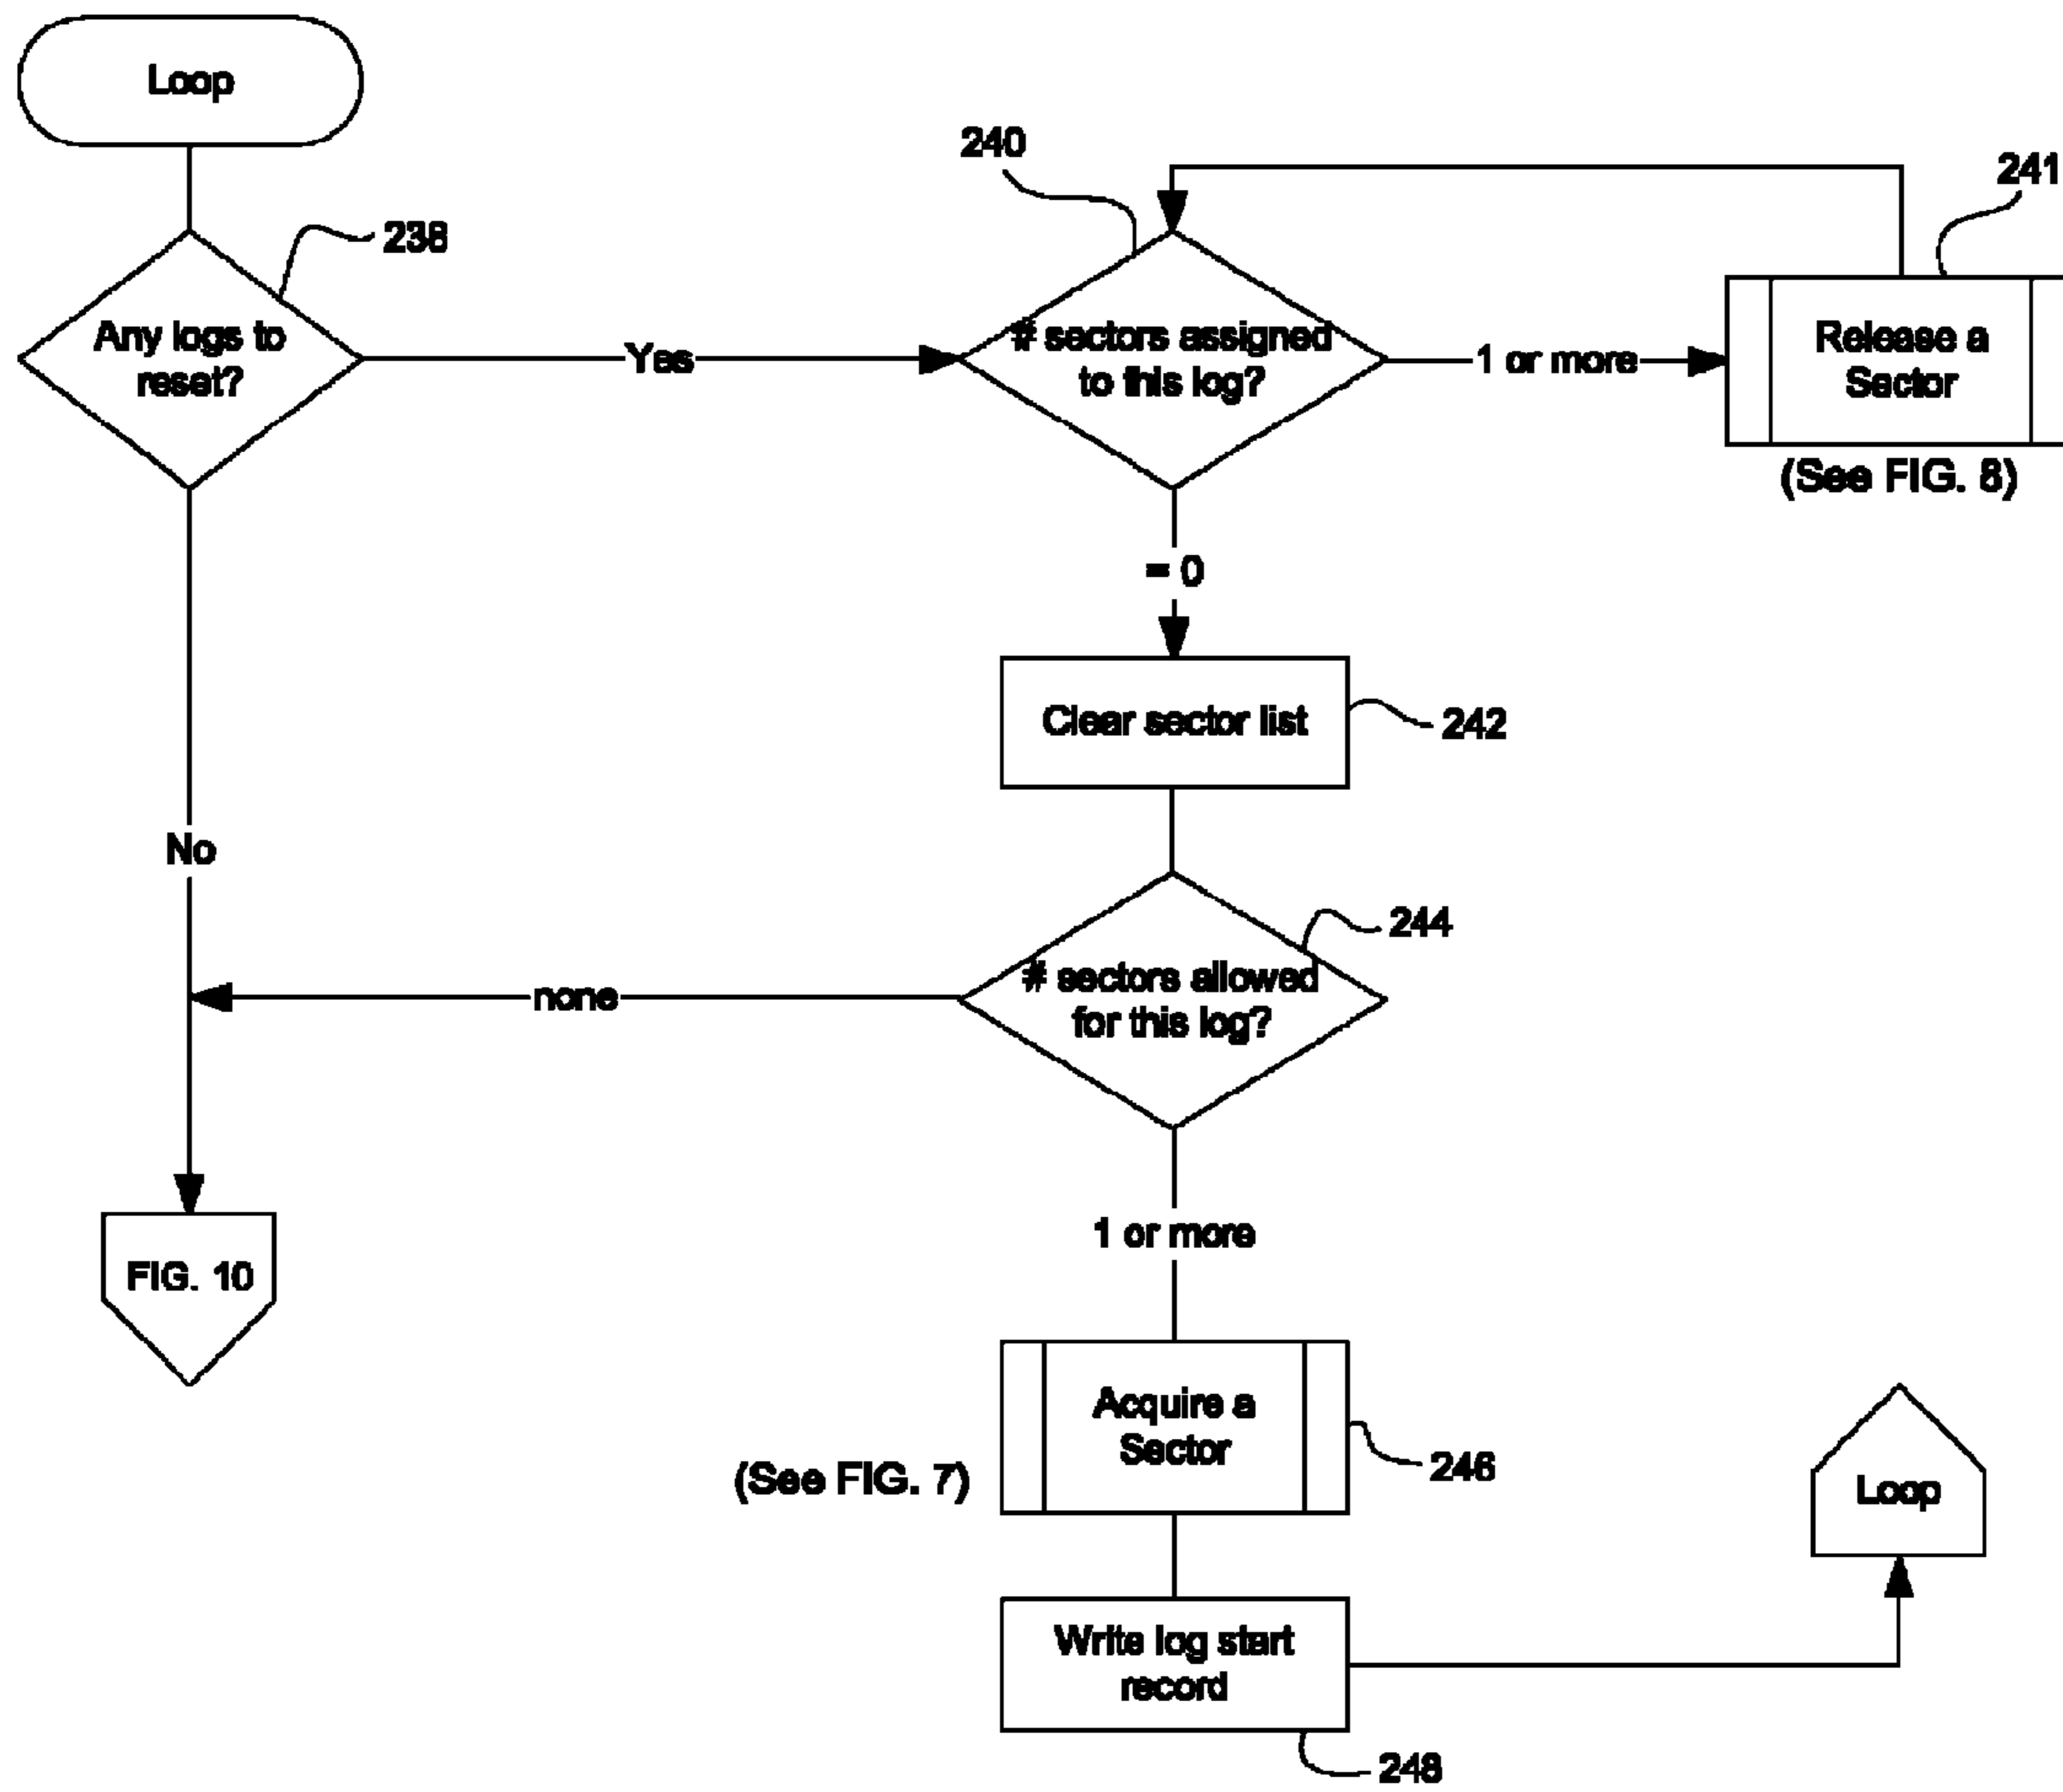 Loop
240
241
238
Any logs to
reset?
Yes
# sectors assigned
to this log?
1 or more
Release a
Sector
(See FIG. 8)
= 0
Clear sector list
242
No
244
# sectors allowed
for this log?
none
1 or more
FIG. 10
Acquire a
Sector
246
(See FIG. 7)
Loop
Write log start
record
248